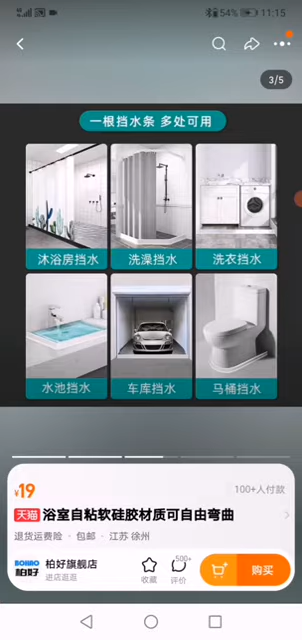 54% 11:15
3/5
一根挡水条 多处可用
沐浴房挡水
洗澡挡水
洗衣挡水
水池挡水
车库挡水
马桶挡水
¥19
100+人付款
天猫 浴室自粘软硅胶材质可自由弯曲
退货运费险 · 包邮 · 江苏 徐州
BOHAO
柏好
柏好旗舰店
进店逛逛
收藏
500+
评价
购买